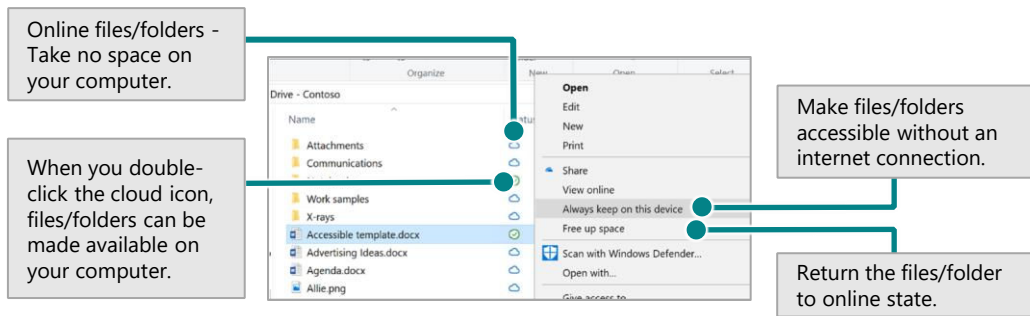 Online files/folders -
Take no space on
your computer.
When you double-
click the cloud icon,
files/folders can be
made available on
your computer.
Organize
New
Open
Select
Drive - Contoso
Name
Attachments
Communications
Work samples
X-rays
Accessible template.docx
Advertising Ideas.docx
Agenda.docx
Allie.png
Open
Edit
New
Print
Share
View online
Always keep on this device
Free up space
Scan with Windows Defender...
Open with...
Give access to
Make files/folders
accessible without an
internet connection.
Return the files/folder
to online state.